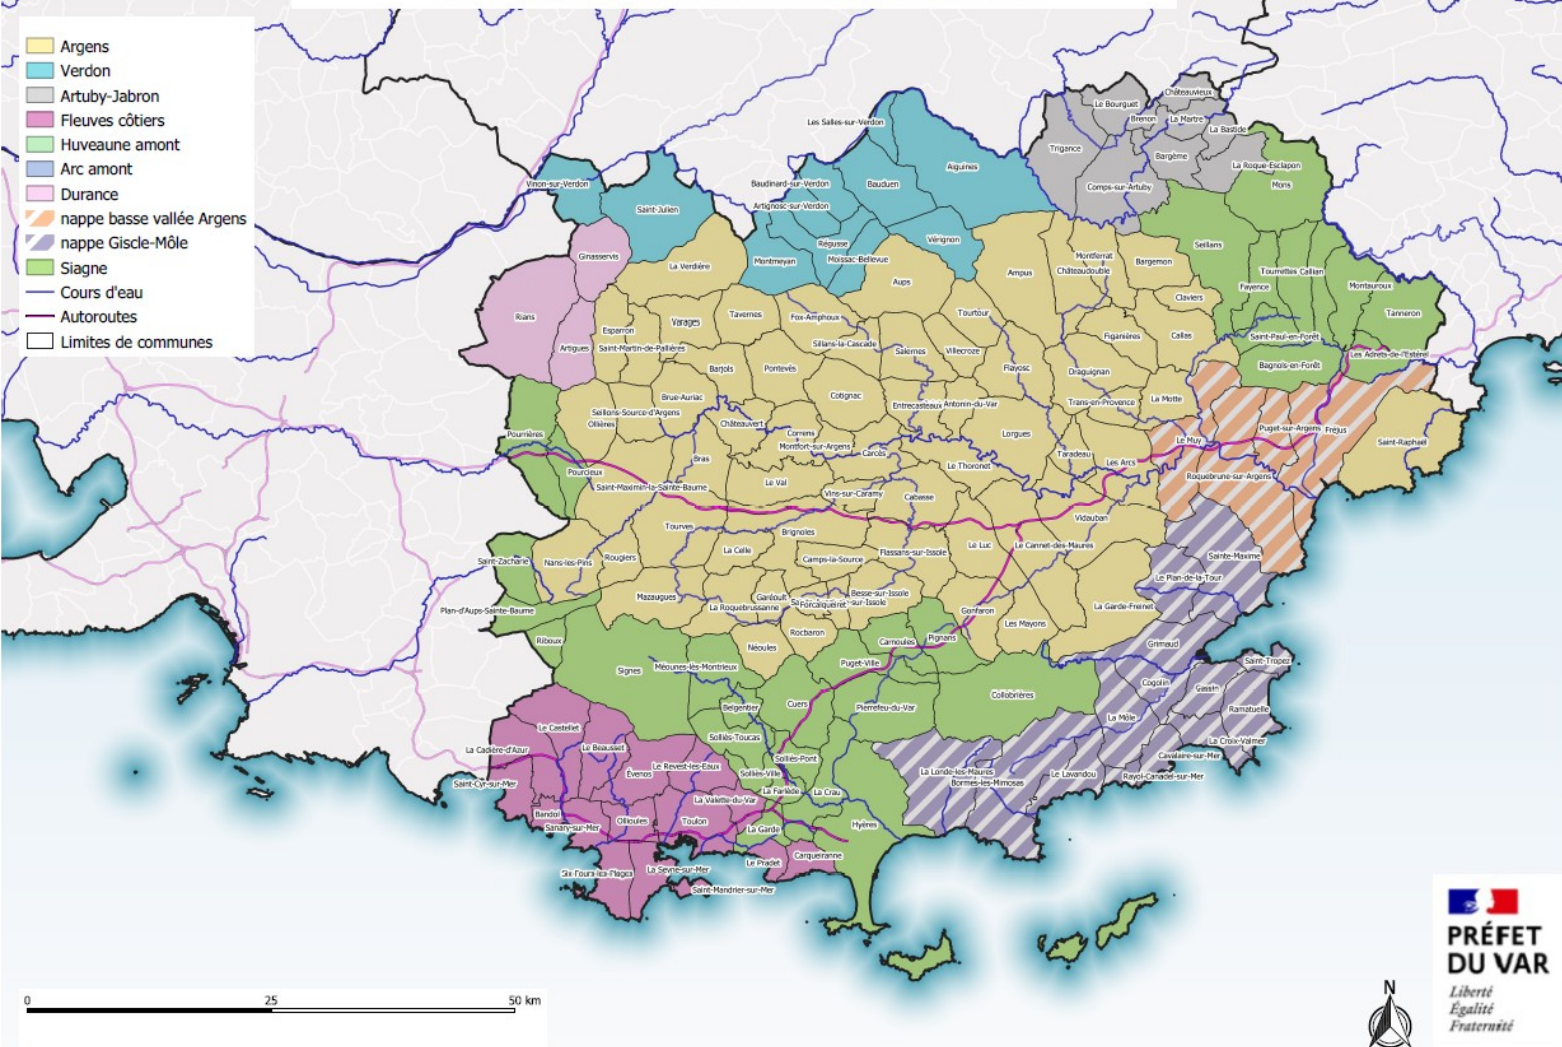 Argens
Verdon
Artuby-Jabron
Fleuves côtiers
Huveaune amont
Arc amont
Durance
nappe basse vallée Argens
nappe Giscle-Môle
Siagne
Cours d'eau
Autoroutes
Limites de communes
Châteauvieux
Le Bourguet
Brenon
La Martre
Les Salles-sur-Verdon
La Bastide
Trigance
Bargème
Aiguines
La Roque-Esclapon
Vinon-sur-Verdon
Baudinard-sur-Verdon
Bauduen
Mons
Comps-sur-Artuby
Artignosc-sur-Verdon
Saint-Julien
Régusse
Vérignon
Seillans
Ginasservis
Montferrat
Moissac-Bellevue
Montmeyan
Bargemon
La Verdière
Châteaudouble
Ampus
Tourrettes
Callian
Aups
Fayence
Montauroux
Claviers
Tourtour
Tanneron
Tavernes
Rians
Fox-Amphoux
Varages
Esparron
Figanières
Callas
Saint-Paul-en-Forêt
Sillans-la-Cascade
Artigues
Saint-Martin-de-Pallières
Salernes
Villecroze
Les Adrets-de-l'Estérel
Bagnols-en-Forêt
Barjols
Pontevès
Flayosc
Draguignan
Cotignac
Brue-Auriac
La Motte
Trans-en-Provence
Entrecasteaux
Antonin-du-Var
Seillons-Source-d'Argens
Ollières
Châteauvert
Puget-sur-Argens
Fréjus
Correns
Pourrières
Lorgues
Le Muy
Saint-Raphaël
Montfort-sur-Argens
Carcès
Taradeau
Bras
Les Arcs
Le Thoronet
Pourcieux
Roquebrune-sur-Argens
Le Val
Saint-Maximin-la-Sainte-Baume
Vins-sur-Caramy
Cabasse
Vidauban
Tourves
Brignoles
Le Luc
Le Cannet-des-Maures
La Celle
Flassans-sur-Issole
Sainte-Maxime
Rougiers
Camps-la-Source
Saint-Zacharie
Nans-les-Pins
Le Plan-de-la-Tour
Besse-sur-Issole
Mazaugues
Garéoult
Forcalqueiret
-sur-Issole
La Roquebrussanne
La Garde-Freinet
Plan-d'Aups-Sainte-Baume
Gonfaron
Les Mayons
Rocbaron
Pignans
Riboux
Carnoules
Grimaud
Néoules
Saint-Tropez
Puget-Ville
Méounes-lès-Montrieux
Signes
Cogolin
Gassin
Collobrières
Cuers
Belgentier
Pierrefeu-du-Var
Ramatuelle
La Môle
Le Castellet
Solliès-Toucas
La Croix-Valmer
Le Beausset
La Cadière-d'Azur
Cavalaire-sur-Mer
Solliès-Pont
Le Revest-les-Eaux
Évenos
Solliès-Ville
La Londe-les-Maures
Le Lavandou
Rayol-Canadel-sur-Mer
Saint-Cyr-sur-Mer
Bormes-les-Mimosas
La Farlède
La Crau
La Valette-du-Var
Bandol
Ollioules
Toulon
Hyères
Sanary-sur-Mer
La Garde
Carqueiranne
Le Pradet
La Seyne-sur-Mer
Six-Fours-les-Plages
Saint-Mandrier-sur-Mer
PRÉFET
DU VAR
Liberté
Égalité
Fraternité
N
0 25 50 km